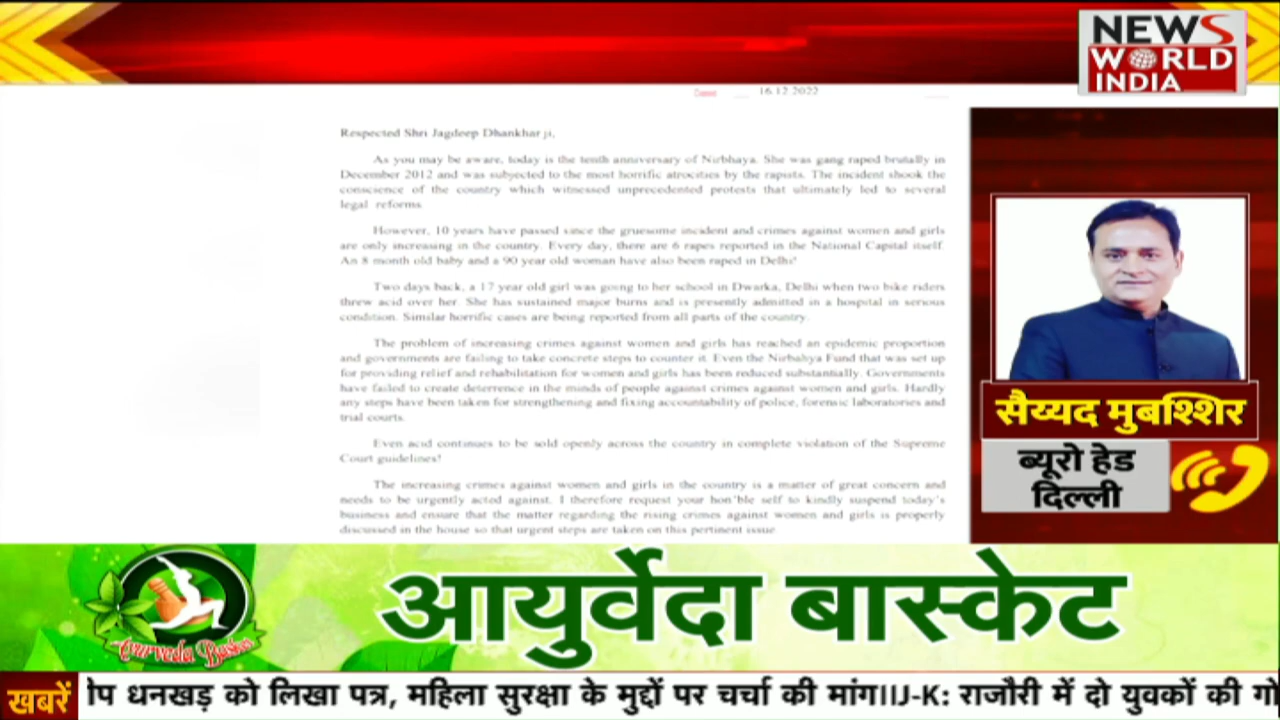 NEWS
WORLD
INDIA
16.12.2022
Respected Shri Jagdeep Dhankhar ji,
As you may be aware, today is the tenth anniversary of Nirbhaya. She was gang raped brutally in
December 2012 and was subjected to the most horrific atrocities by the rapists. The incident shook the
conscience of the country which witnessed unprecedented protests that ultimately led to several
legal reforms.
However, 10 years have passed since the gruesome incident and crimes against women and girls
are only increasing in the country. Every day, there are 6 rapes reported in the National Capital itself.
An 8 month old baby and a 90 year old woman have also been raped in Delhi!
Two days back, a 17 year old girl was going to her school in Dwarka, Delhi when two bike riders
threw acid over her. She has sustained major burns and is presently admitted in a hospital in serious
condition. Similar horrific cases are being reported from all parts of the country.
The problem of increasing crimes against women and girls has reached an epidemic proportion
and governments are failing to take concrete steps to counter it. Even the Nirbahya Fund that was set up
for providing relief and rehabilitation for women and girls has been reduced substantially. Governments
have failed to create deterrence in the minds of people against crimes against women and girls. Hardly
any steps have been taken for strengthening and fixing accountability of police, forensic laboratories and
trial courts.
Even acid continues to be sold openly across the country in complete violation of the Supreme
Court guidelines!
The increasing crimes against women and girls in the country is a matter of great concern and
needs to be urgently acted against. I therefore request your hon'ble self to kindly suspend today's
business and ensure that the matter regarding the rising crimes against women and girls is properly
discussed in the house so that urgent steps are taken on this pertinent issue.
सैय्यद मुबश्शिर
ब्यूरो हेड
दिल्ली
Ayurveda Basket
आयुर्वेदा बास्केट
खबरें
ीप धनखड़ को लिखा पत्र, महिला सुरक्षा के मुद्दों पर चर्चा की मांग।।J-K: राजौरी में दो युवकों की गो